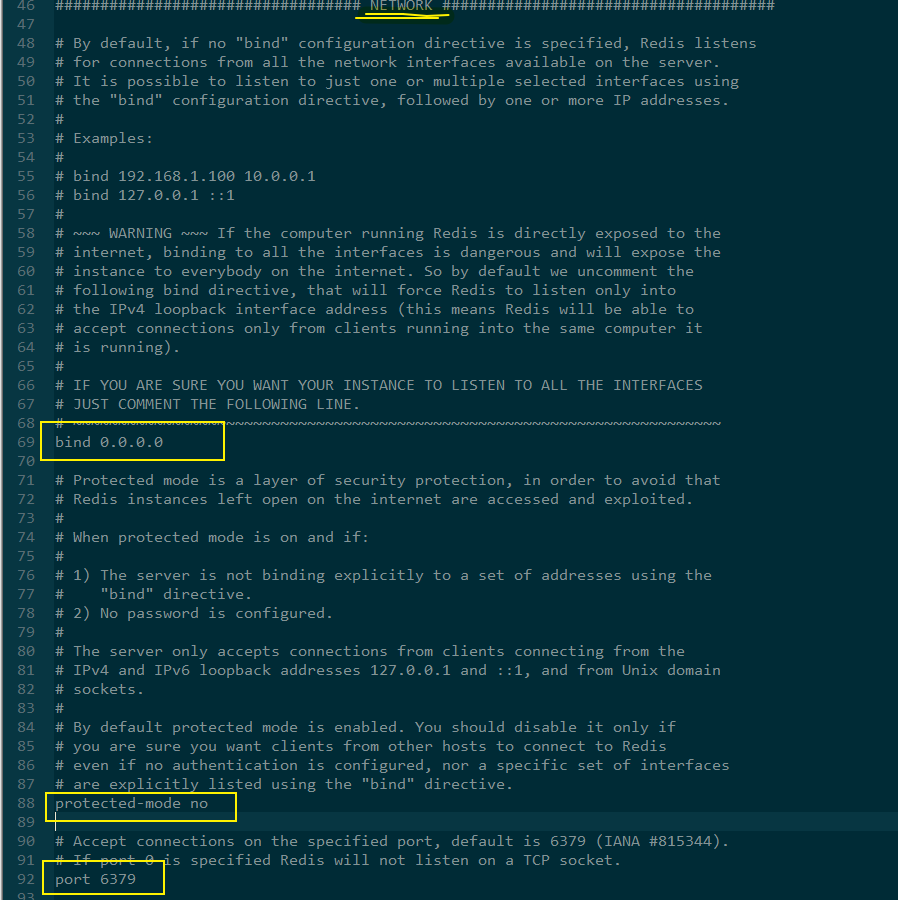 46 ################################## NETWORK #####################################
47
48 # By default, if no "bind" configuration directive is specified, Redis listens
49 # for connections from all the network interfaces available on the server.
50 # It is possible to listen to just one or multiple selected interfaces using
51 # the "bind" configuration directive, followed by one or more IP addresses.
52 #
53 # Examples:
54 #
55 # bind 192.168.1.100 10.0.0.1
56 # bind 127.0.0.1 ::1
57 #
58 # ~~~ WARNING ~~~ If the computer running Redis is directly exposed to the
59 # internet, binding to all the interfaces is dangerous and will expose the
60 # instance to everybody on the internet. So by default we uncomment the
61 # following bind directive, that will force Redis to listen only into
62 # the IPv4 loopback interface address (this means Redis will be able to
63 # accept connections only from clients running into the same computer it
64 # is running).
65 #
66 # IF YOU ARE SURE YOU WANT YOUR INSTANCE TO LISTEN TO ALL THE INTERFACES
67 # JUST COMMENT THE FOLLOWING LINE.
68 # ~~~~~~~~~~~~~~~~~~~~~~~~~~~~~~~~~~~~~~~~~~~~~~~~~~~~~~~~~~~~~~~~~~~~~~~~
69 bind 0.0.0.0
70
71 # Protected mode is a layer of security protection, in order to avoid that
72 # Redis instances left open on the internet are accessed and exploited.
73 #
74 # When protected mode is on and if:
75 #
76 # 1) The server is not binding explicitly to a set of addresses using the
77 #    "bind" directive.
78 # 2) No password is configured.
79 #
80 # The server only accepts connections from clients connecting from the
81 # IPv4 and IPv6 loopback addresses 127.0.0.1 and ::1, and from Unix domain
82 # sockets.
83 #
84 # By default protected mode is enabled. You should disable it only if
85 # you are sure you want clients from other hosts to connect to Redis
86 # even if no authentication is configured, nor a specific set of interfaces
87 # are explicitly listed using the "bind" directive.
88 protected-mode no
89
90 # Accept connections on the specified port, default is 6379 (IANA #815344).
91 # If port 0 is specified Redis will not listen on a TCP socket.
92 port 6379
93